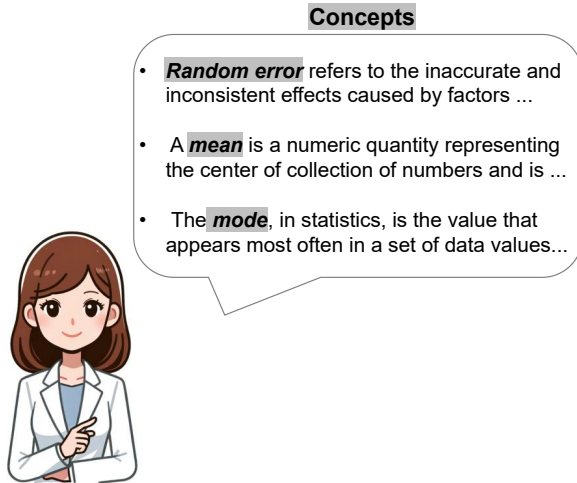 Concepts
• Random error refers to the inaccurate and
inconsistent effects caused by factors ...
• A mean is a numeric quantity representing
the center of collection of numbers and is ...
• The mode, in statistics, is the value that
appears most often in a set of data values...